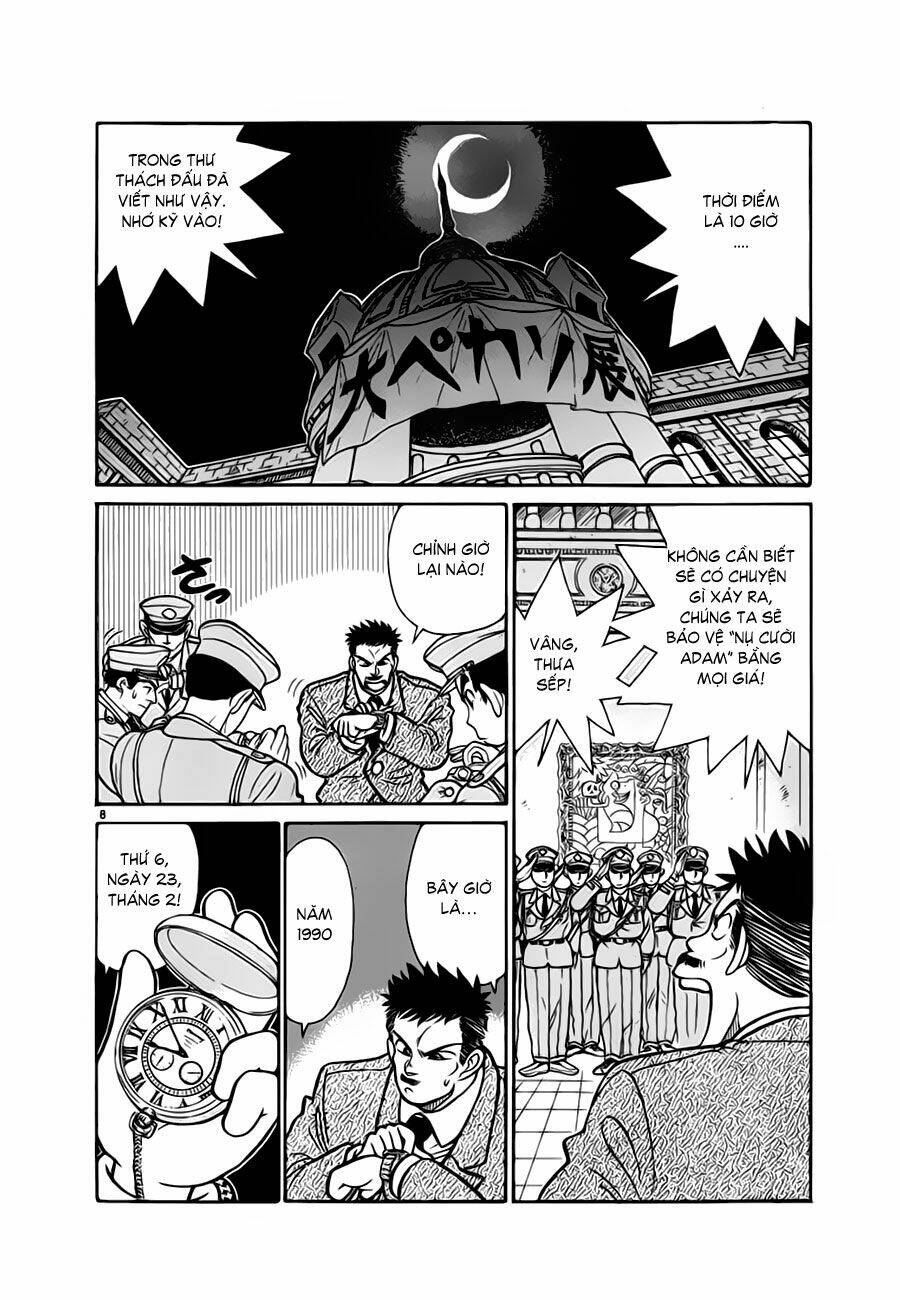 THỜI ĐIỂM
LÀ 10 GIỜ
....
TRONG THƯ
THÁCH ĐẤU ĐÃ
VIẾT NHƯ VẬY.
NHỚ KỸ VÀO!
大ペカソ展
KHÔNG CẦN BIẾT
SẼ CÓ CHUYỆN
GÌ XẢY RA,
CHÚNG TA SẼ
BẢO VỆ "NỤ CƯỜI
ADAM" BẰNG
MỌI GIÁ!
VÂNG,
THƯA
SẾP!
CHỈNH GIỜ
LẠI NÀO!
さっ
8
BÂY GIỜ
LÀ...
NĂM
1990
THỨ 6,
NGÀY 23,
THÁNG 2!